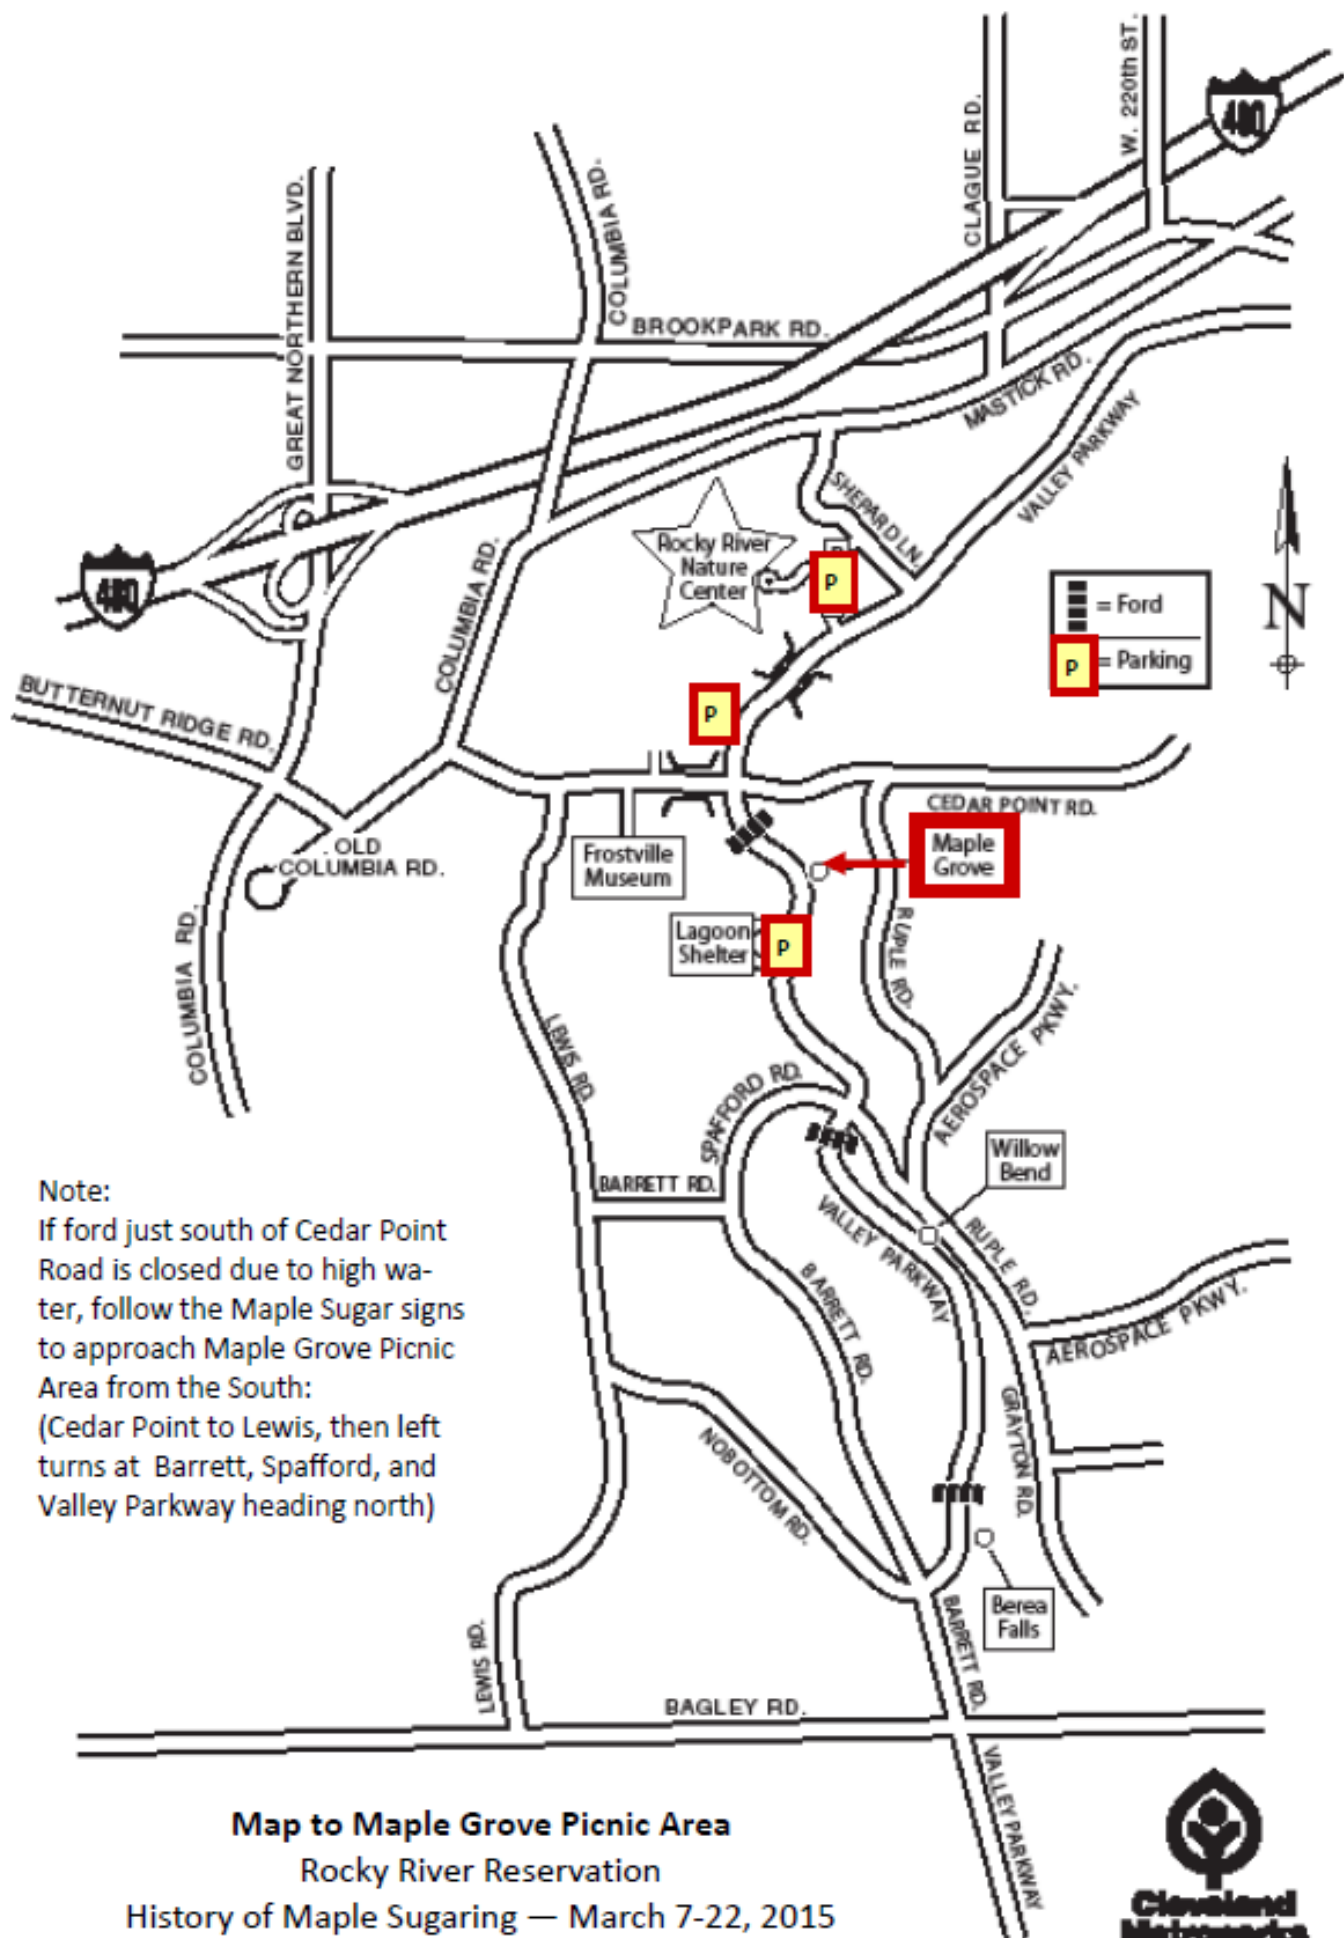 W. 220th ST.
480
CLAGUE RD.
COLUMBIA RD.
GREAT NORTHERN BLVD.
BROOKPARK RD.
MASTICK RD.
VALLEY PARKWAY
SHEPARD LN.
Rocky River
Nature
Center
P
COLUMBIA RD.
480
= Ford
P = Parking
N
BUTTERNUT RIDGE RD.
P
CEDAR POINT RD.
OLD
COLUMBIA RD.
Frostville
Museum
Maple
Grove
Lagoon
Shelter
P
RUPLE RD.
COLUMBIA RD.
LEWIS RD.
AEROSPACE PKWY.
SPAFFORD RD.
Willow
Bend
BARRETT RD.
VALLEY PARKWAY
RUPLE RD.
BARRETT RD.
AEROSPACE PKWY.
GRAYTON RD.
NOBOTTOM RD.
Note:
If ford just south of Cedar Point
Road is closed due to high wa-
ter, follow the Maple Sugar signs
to approach Maple Grove Picnic
Area from the South:
(Cedar Point to Lewis, then left
turns at Barrett, Spafford, and
Valley Parkway heading north)
Berea
Falls
BARRETT RD.
LEWIS RD.
BAGLEY RD.
VALLEY PARKWAY
Map to Maple Grove Picnic Area
Rocky River Reservation
History of Maple Sugaring — March 7-22, 2015
Cleveland